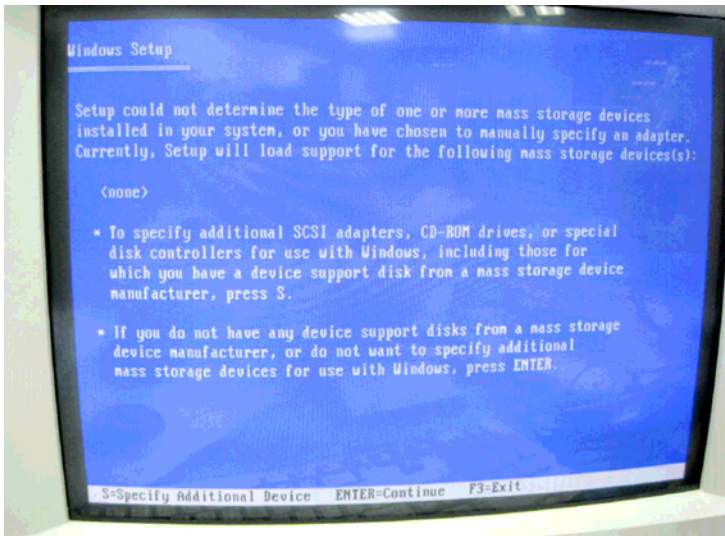 Windows Setup
Setup could not determine the type of one or more mass storage devices
installed in your system, or you have chosen to manually specify an adapter.
Currently, Setup will load support for the following mass storage devices(s):
<none>
* To specify additional SCSI adapters, CD-ROM drives, or special
disk controllers for use with Windows, including those for
which you have a device support disk from a mass storage device
manufacturer, press S.
* If you do not have any device support disks from a mass storage
device manufacturer, or do not want to specify additional
mass storage devices for use with Windows, press ENTER.
S=Specify Additional Device ENTER=Continue F3=Exit